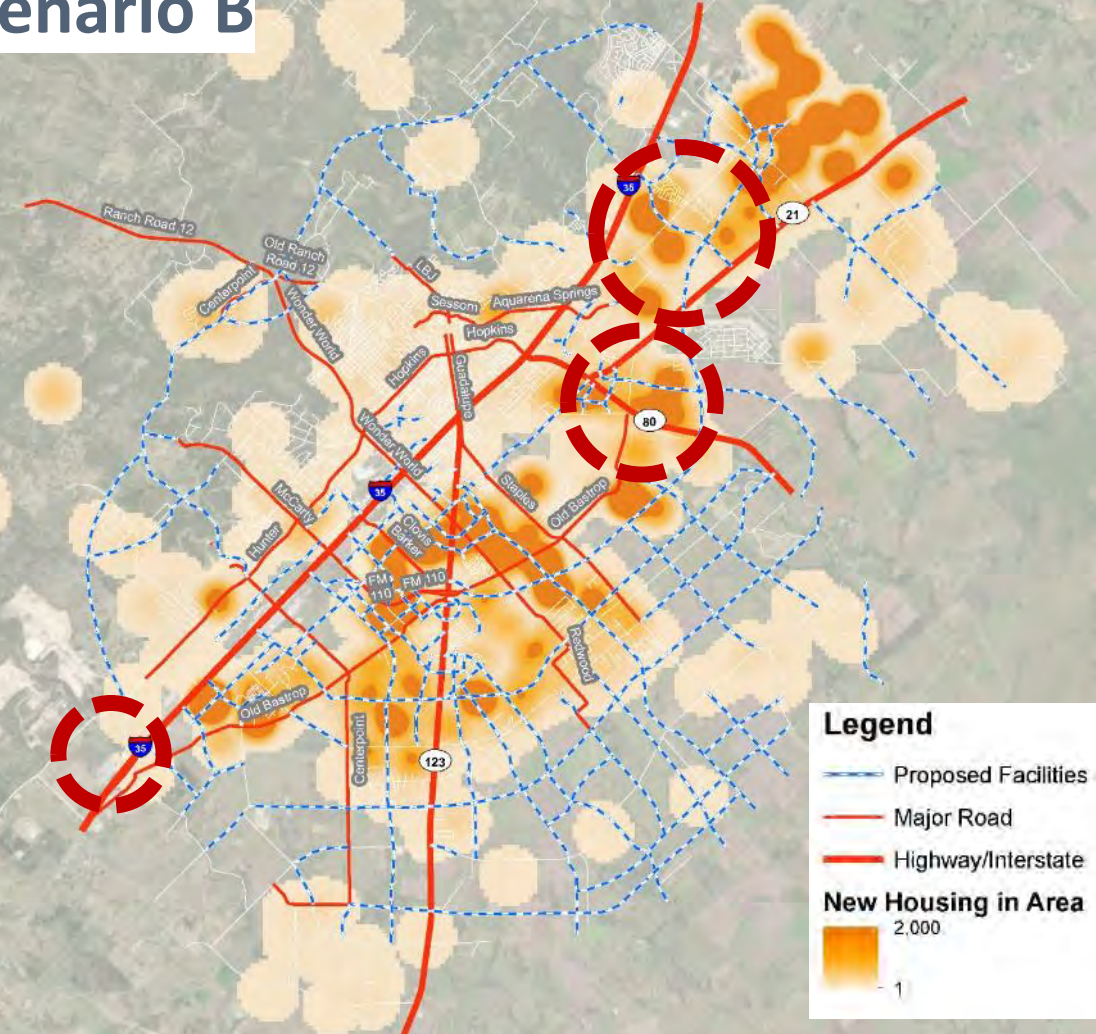 enario B
35
21
Ranch Road 12
Old Ranch
Road 12
Centerpoint
LBJ
Wonder World
Sessom
Aquarena Springs
Hopkins
Hopkins
Guadalupe
80
Wonder World
35
Staples
McCarty
Old Bastrop
Clovis
Barker
Hunter
FM
110
FM 110
Redwood
Old Bastrop
35
Centerpoint
123
Legend
Proposed Facilities
Major Road
Highway/Interstate
New Housing in Area
2,000
1